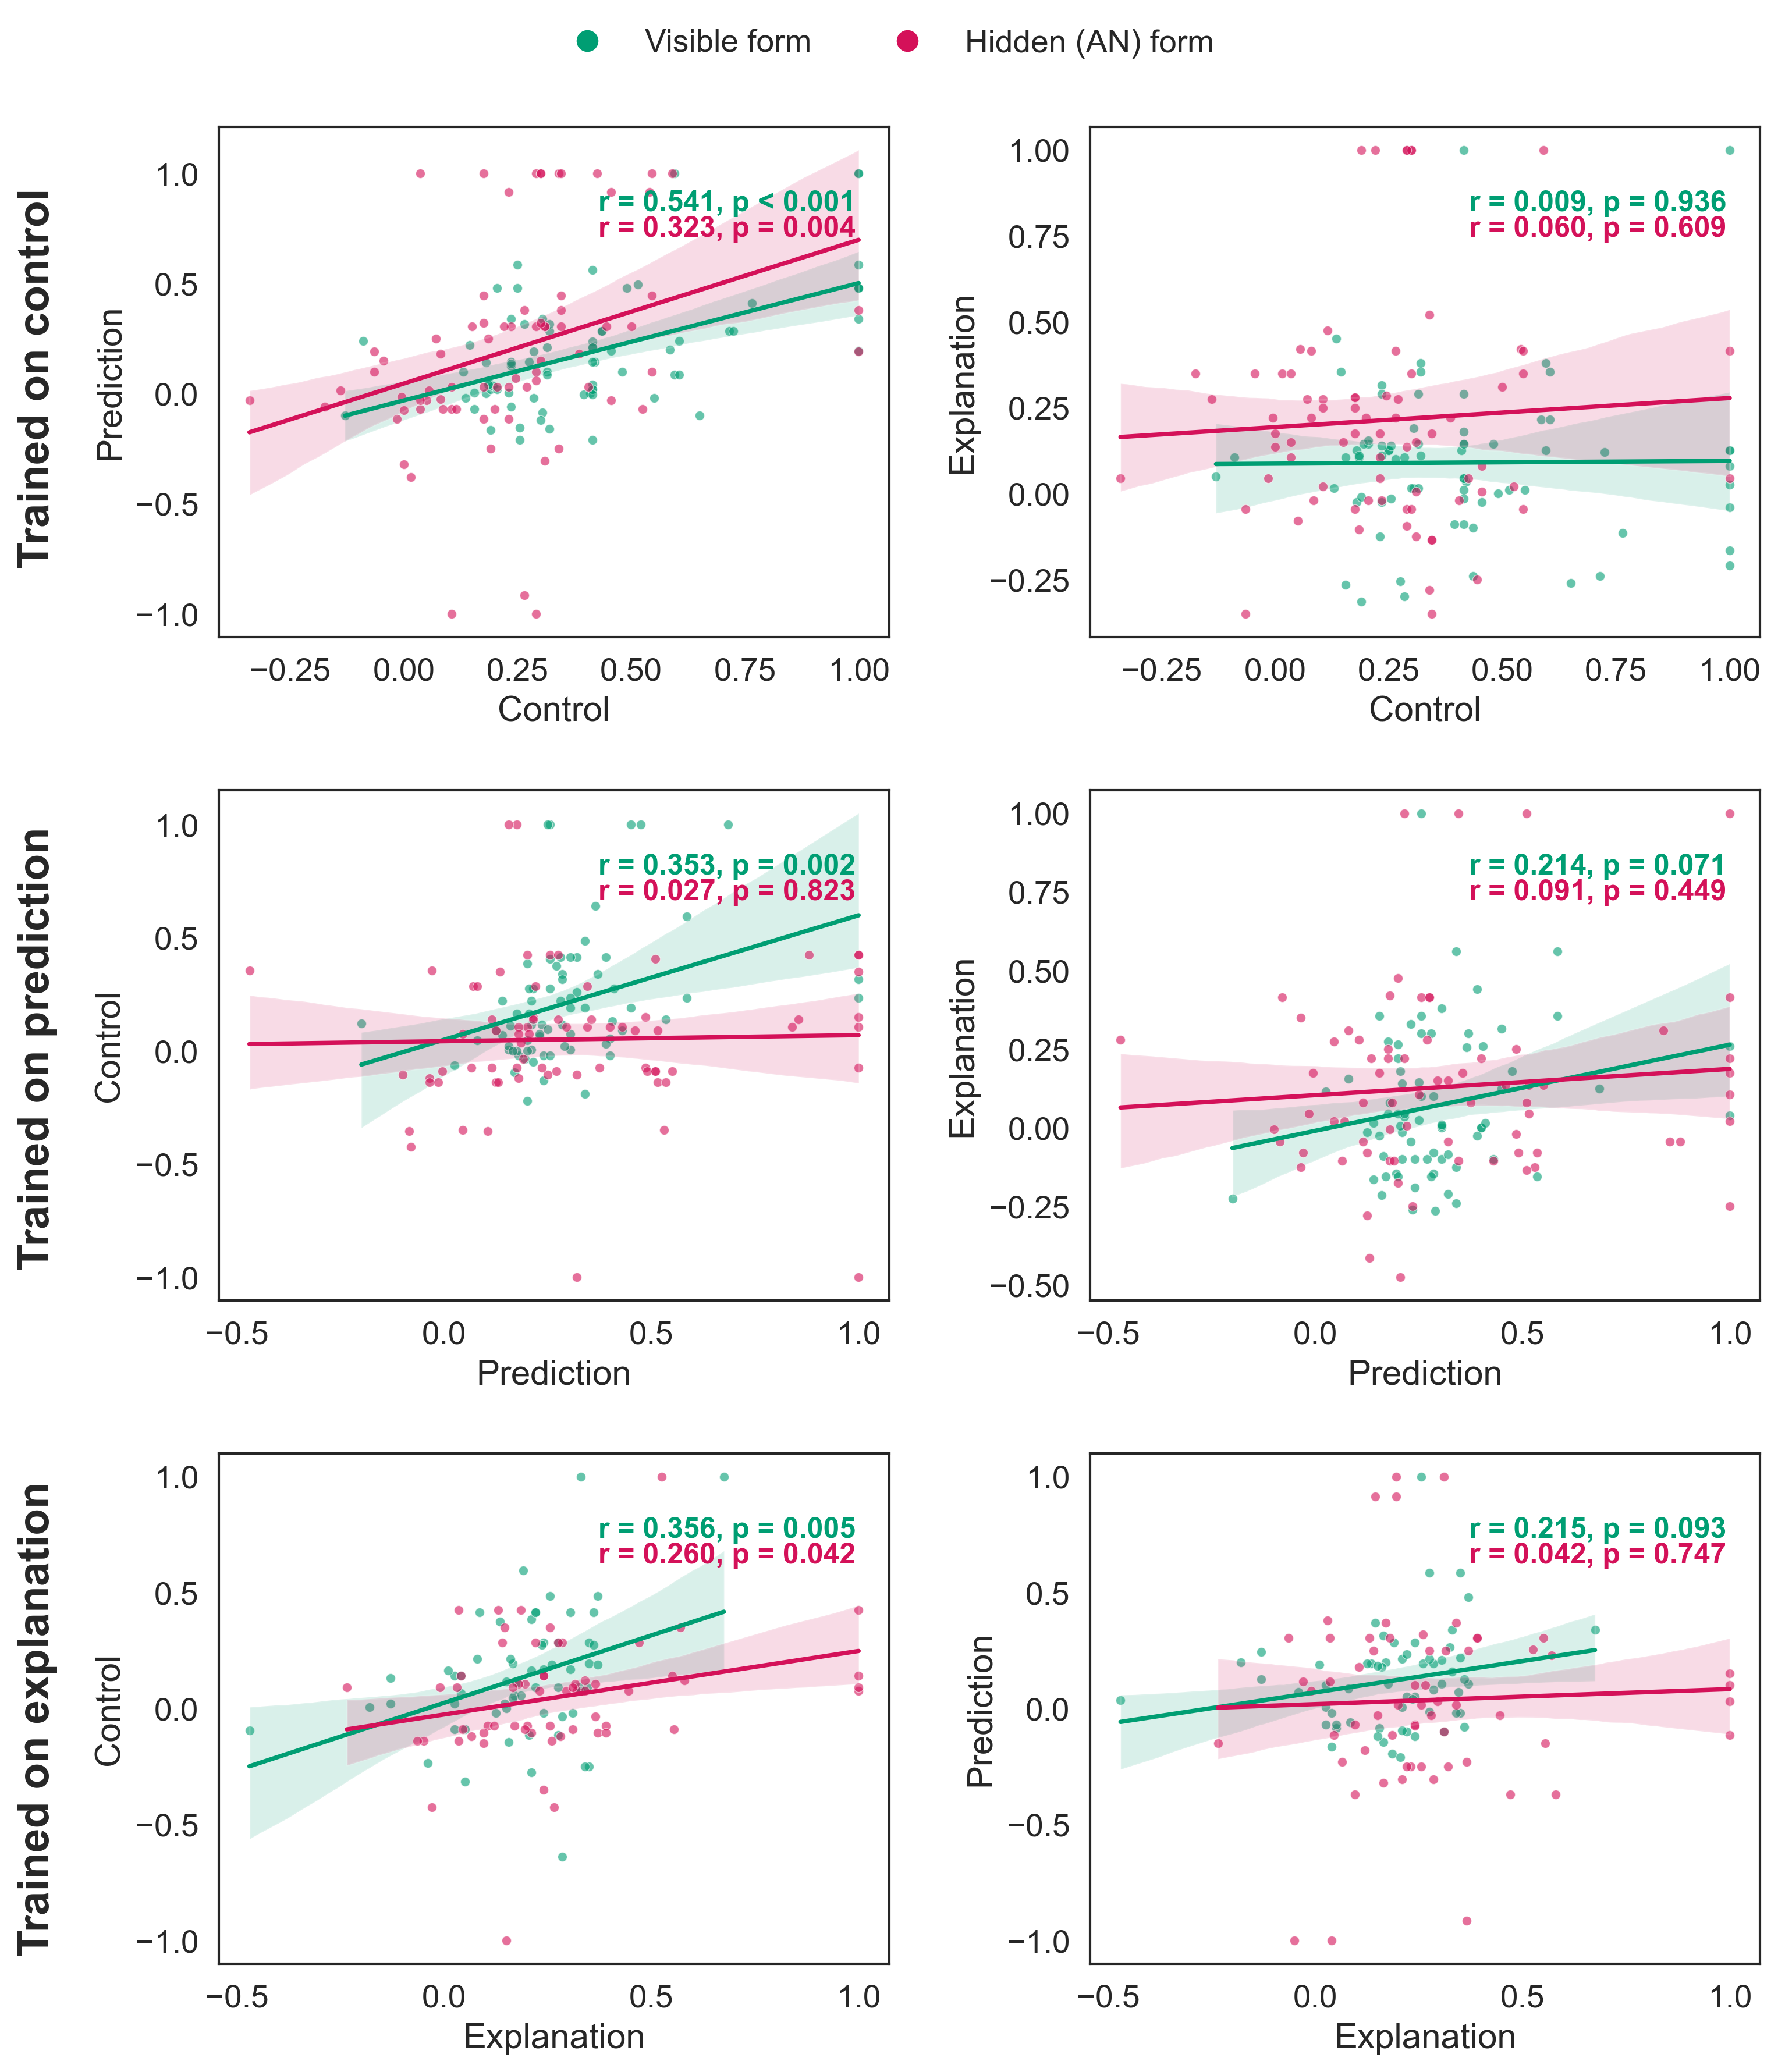 Visible form
Hidden (AN) form
Trained on control
1.0
0.5
0.0
−0.5
−1.0
Prediction
r = 0.541, p < 0.001
r = 0.323, p = 0.004
−0.25 0.00 0.25 0.50 0.75 1.00
Control
1.00
0.75
0.50
0.25
0.00
−0.25
Explanation
r = 0.009, p = 0.936
r = 0.060, p = 0.609
−0.25 0.00 0.25 0.50 0.75 1.00
Control
Trained on prediction
1.0
0.5
0.0
−0.5
−1.0
Control
r = 0.353, p = 0.002
r = 0.027, p = 0.823
−0.5 0.0 0.5 1.0
Prediction
1.00
0.75
0.50
0.25
0.00
−0.25
−0.50
Explanation
r = 0.214, p = 0.071
r = 0.091, p = 0.449
−0.5 0.0 0.5 1.0
Prediction
Trained on explanation
1.0
0.5
0.0
−0.5
−1.0
Control
r = 0.356, p = 0.005
r = 0.260, p = 0.042
−0.5 0.0 0.5 1.0
Explanation
1.0
0.5
0.0
−0.5
−1.0
Prediction
r = 0.215, p = 0.093
r = 0.042, p = 0.747
−0.5 0.0 0.5 1.0
Explanation